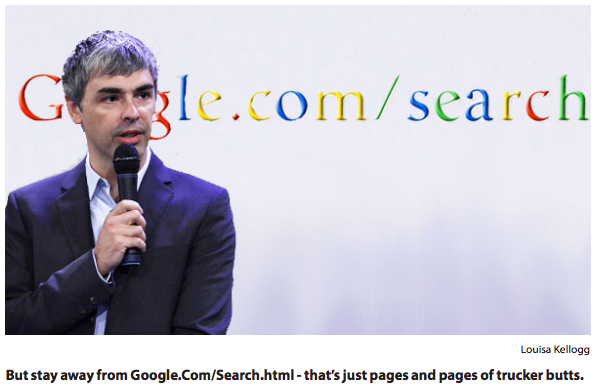 Google.com/search
Louisa Kellogg
But stay away from Google.Com/Search.html - that's just pages and pages of trucker butts.